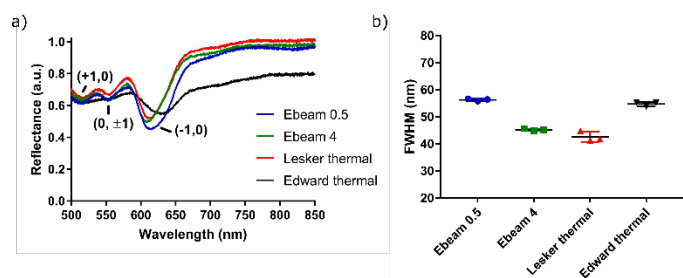 a)
Reflectance (a.u.)
1.0
0.8
0.6
0.4
0.2
0.0
(+1,0)
(0, ±1)
(-1,0)
Ebeam 0.5
Ebeam 4
Lesker thermal
Edward thermal
500 550 600 650 700 750 800 850
Wavelength (nm)
b)
FWHM (nm)
80
70
60
50
40
30
20
Ebeam 0.5
Ebeam 4
Lesker thermal
Edward thermal